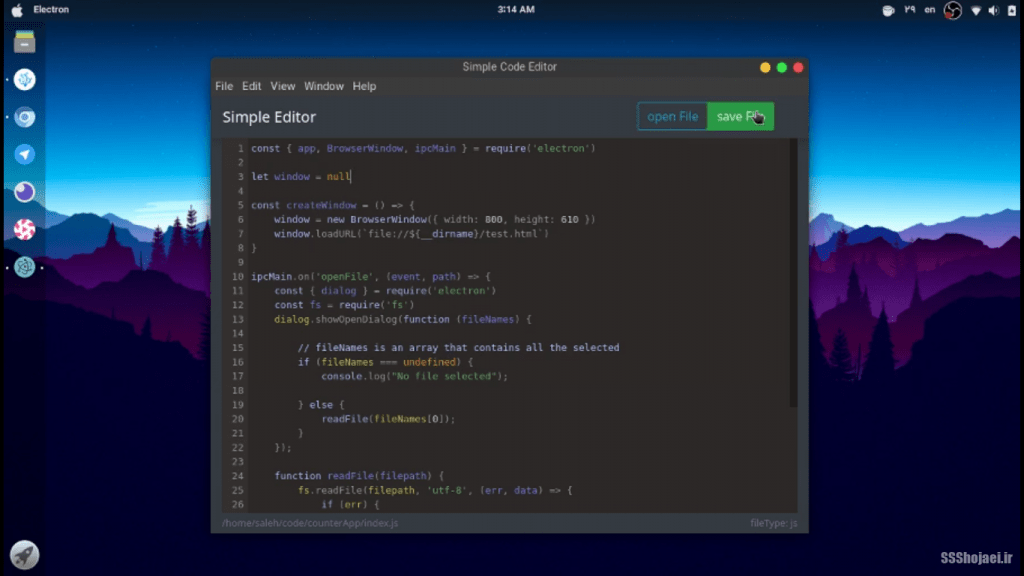 Electron
3:14 AM
۲۹ en
Simple Code Editor
File Edit View Window Help
Simple Editor
open File save
1 const { app, BrowserWindow, ipcMain } = require('electron')
2
3 let window = null
4
5 const createWindow = () => {
6 window = new BrowserWindow({ width: 800, height: 610 })
7 window.loadURL(`file://${__dirname}/test.html`)
8 }
9
10 ipcMain.on('openFile', (event, path) => {
11 const { dialog } = require('electron')
12 const fs = require('fs')
13 dialog.showOpenDialog(function (fileNames) {
14
15 // fileNames is an array that contains all the selected
16 if (fileNames === undefined) {
17 console.log("No file selected");
18
19 } else {
20 readFile(fileNames[0]);
21 }
22 });
23
24 function readFile(filepath) {
25 fs.readFile(filepath, 'utf-8', (err, data) => {
26 if (err) {
/home/saleh/code/counterApp/index.js
fileType: js
SSShojaei.ir